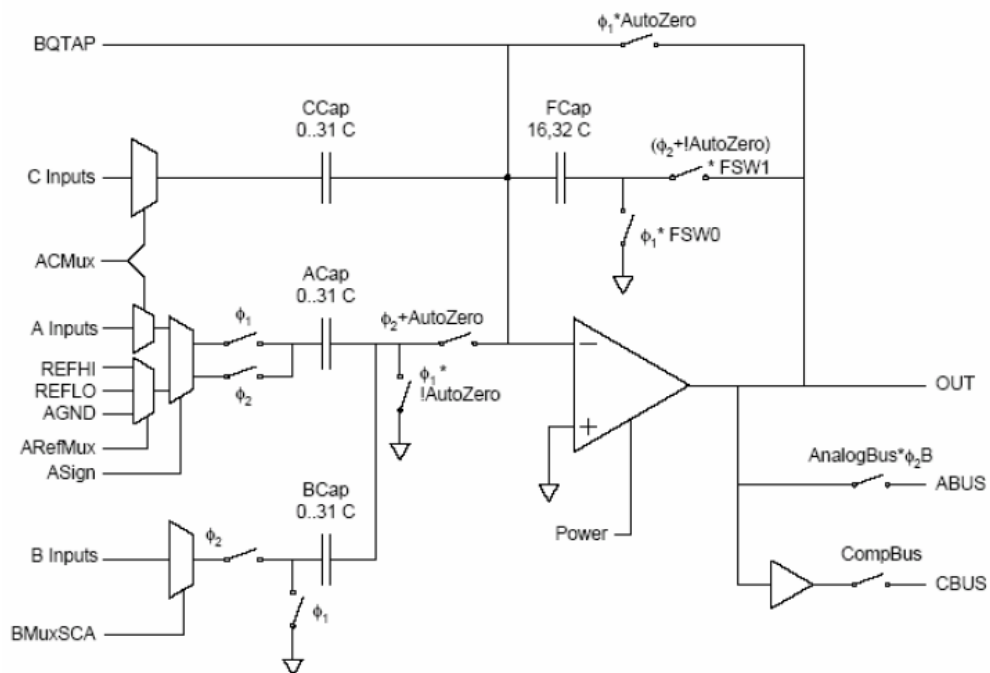 ϕ₁*AutoZero
BQTAP
CCap
0..31 C
FCap
16,32 C
(ϕ₂+!AutoZero)
* FSW1
C Inputs
ϕ₁* FSW0
ACMux
ACap
0..31 C
A Inputs
ϕ₁
ϕ₂+AutoZero
REFHI
REFLO
ϕ₂
ϕ₁*
!AutoZero
AGND
OUT
ARefMux
ASign
AnalogBus*ϕ₂B
ABUS
BCap
0..31 C
Power
B Inputs
ϕ₂
CompBus
CBUS
ϕ₁
BMuxSCA